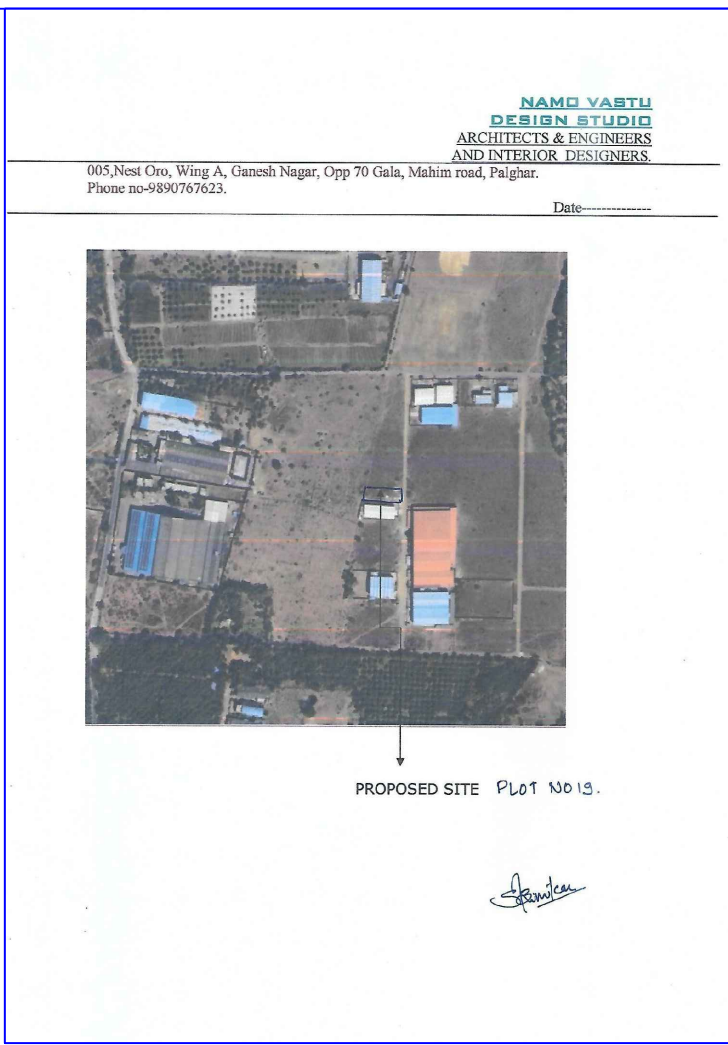 NAMO VASTU
DESIGN STUDIO
ARCHITECTS & ENGINEERS
AND INTERIOR DESIGNERS.
005,Nest Oro, Wing A, Ganesh Nagar, Opp 70 Gala, Mahim road, Palghar.
Phone no-9890767623.
Date--------------
PROPOSED SITE PLOT NO 19.